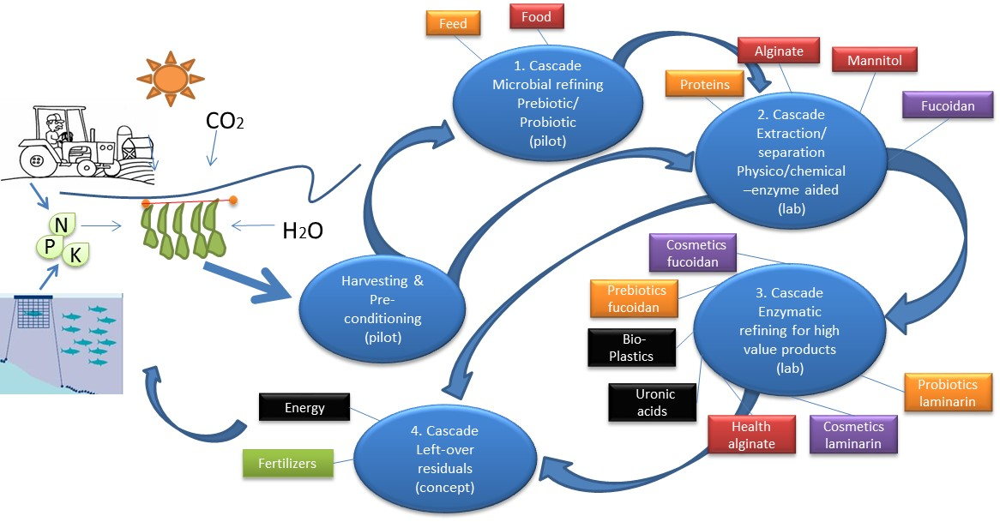 Feed
Food
1. Cascade
Microbial refining
Prebiotic/
Probiotic
(pilot)
Alginate
Mannitol
Proteins
Fucoidan
2. Cascade
Extraction/
separation
Physico/chemical
–enzyme aided
(lab)
CO2
N
P
K
H2O
Harvesting &
Pre-
conditioning
(pilot)
Cosmetics
fucoidan
Prebiotics
fucoidan
Bio-
Plastics
Uronic
acids
3. Cascade
Enzymatic
refining for high
value products
(lab)
Probiotics
laminarin
Health
alginate
Cosmetics
laminarin
Energy
Fertilizers
4. Cascade
Left-over
residuals
(concept)